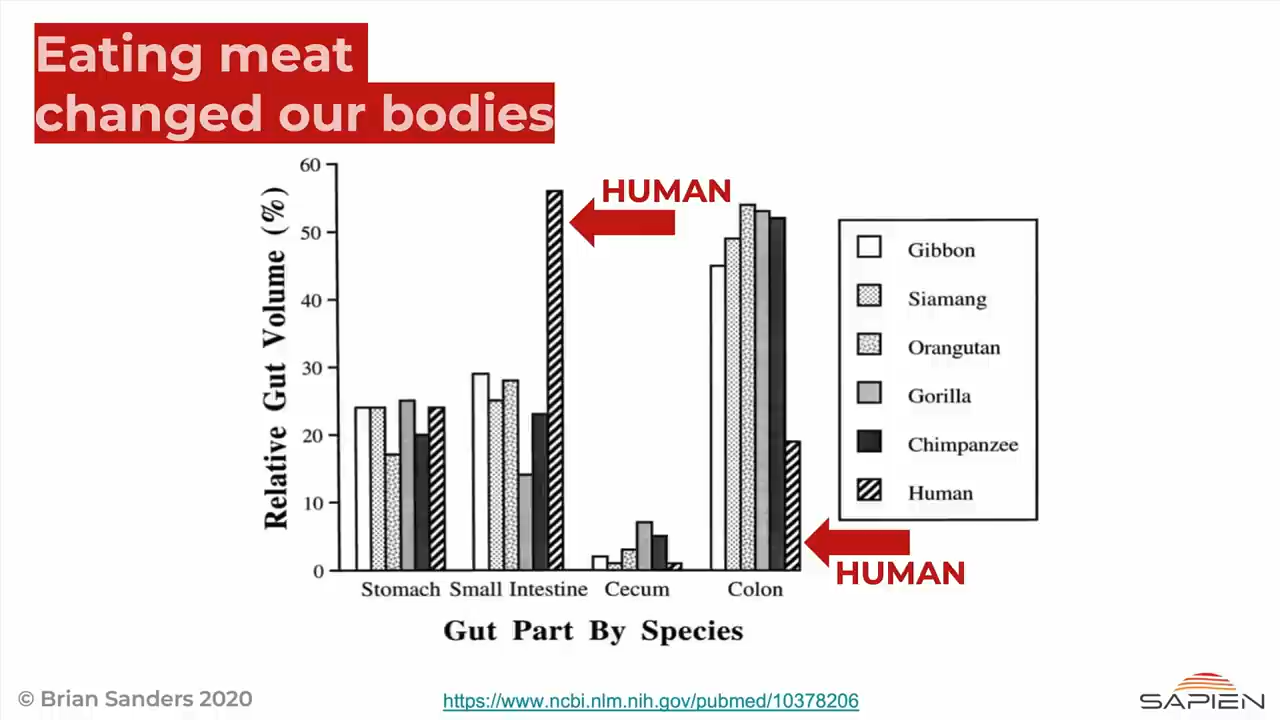 Eating meat
changed our bodies
Relative Gut Volume (%)
60
50
40
30
20
10
0
HUMAN
Gibbon
Siamang
Orangutan
Gorilla
Chimpanzee
Human
HUMAN
Stomach Small Intestine Cecum Colon
Gut Part By Species
© Brian Sanders 2020
https://www.ncbi.nlm.nih.gov/pubmed/10378206
SAPIEN